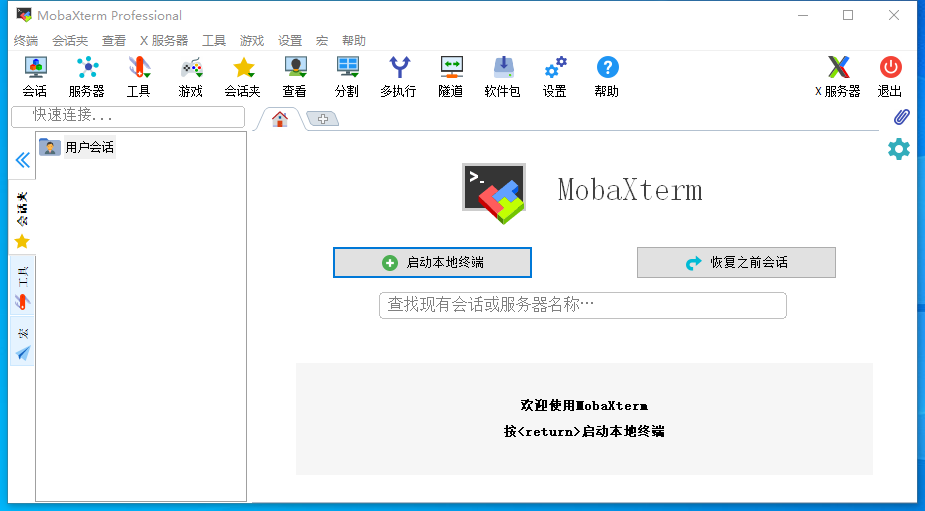 MobaXterm Professional
终端 会话夹 查看 X 服务器 工具 游戏 设置 宏 帮助
会话 服务器 工具 游戏 会话夹 查看 分割 多执行 隧道 软件包 设置 帮助 X 服务器 退出
快速连接...
用户会话
会话夹
工具
宏
>_
MobaXterm
启动本地终端 恢复之前会话
查找现有会话或服务器名称…
欢迎使用MobaXterm
按<return>启动本地终端